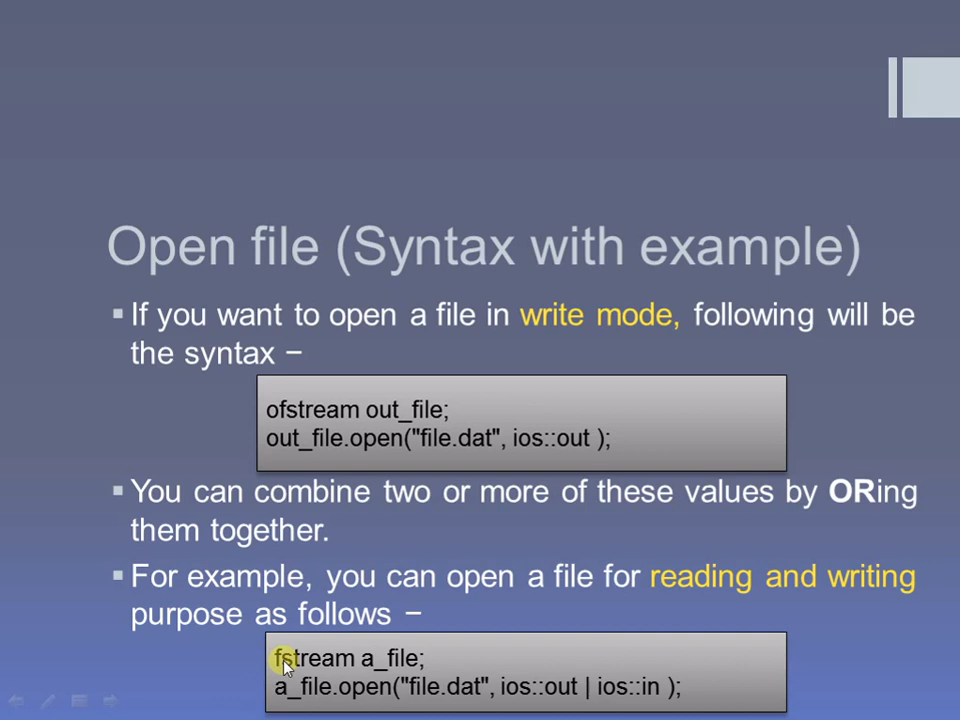 Open file (Syntax with example)
▪ If you want to open a file in write mode, following will be
the syntax −
ofstream out_file;
out_file.open("file.dat", ios::out );
▪ You can combine two or more of these values by ORing
them together.
▪ For example, you can open a file for reading and writing
purpose as follows −
fstream a_file;
a_file.open("file.dat", ios::out | ios::in );